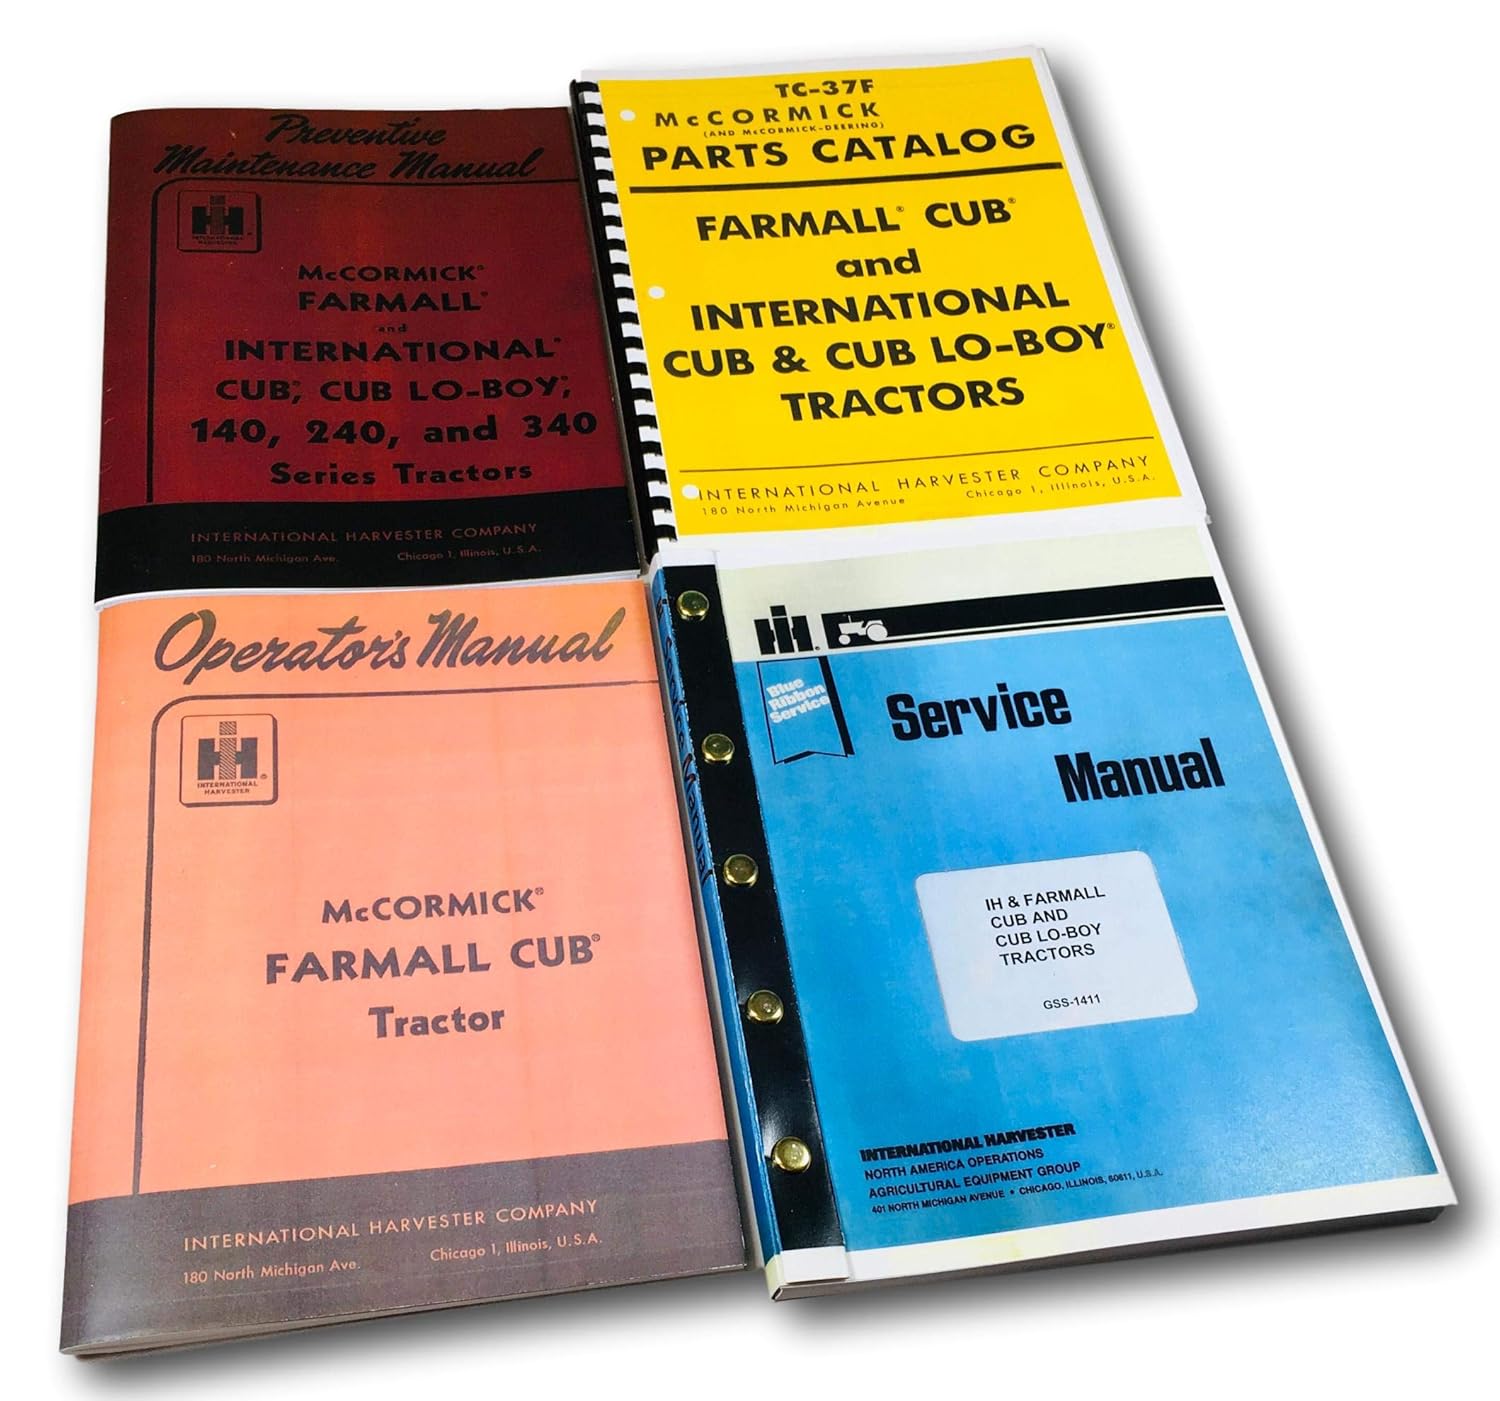 Preventive
Maintenance Manual
IH
INTERNATIONAL
HARVESTER
McCORMICK®
FARMALL®
and
INTERNATIONAL®
CUB®, CUB LO-BOY®,
140, 240, and 340
Series Tractors
INTERNATIONAL HARVESTER COMPANY
180 North Michigan Ave. Chicago 1, Illinois, U.S.A.
TC-37F
McCORMICK
(AND McCORMICK-DEERING)
PARTS CATALOG
FARMALL® CUB®
and
INTERNATIONAL
CUB & CUB LO-BOY®
TRACTORS
INTERNATIONAL HARVESTER COMPANY
180 North Michigan Avenue Chicago 1, Illinois, U.S.A.
Operator's Manual
IH®
INTERNATIONAL
HARVESTER
McCORMICK®
FARMALL CUB®
Tractor
INTERNATIONAL HARVESTER COMPANY
180 North Michigan Ave. Chicago 1, Illinois, U.S.A.
Service Manual
IH®
Blue
Ribbon
Service
Service
Manual
IH & FARMALL
CUB AND
CUB LO-BOY
TRACTORS
GSS-1411
INTERNATIONAL HARVESTER
NORTH AMERICA OPERATIONS
AGRICULTURAL EQUIPMENT GROUP
401 NORTH MICHIGAN AVENUE • CHICAGO, ILLINOIS, 60611, U.S.A.